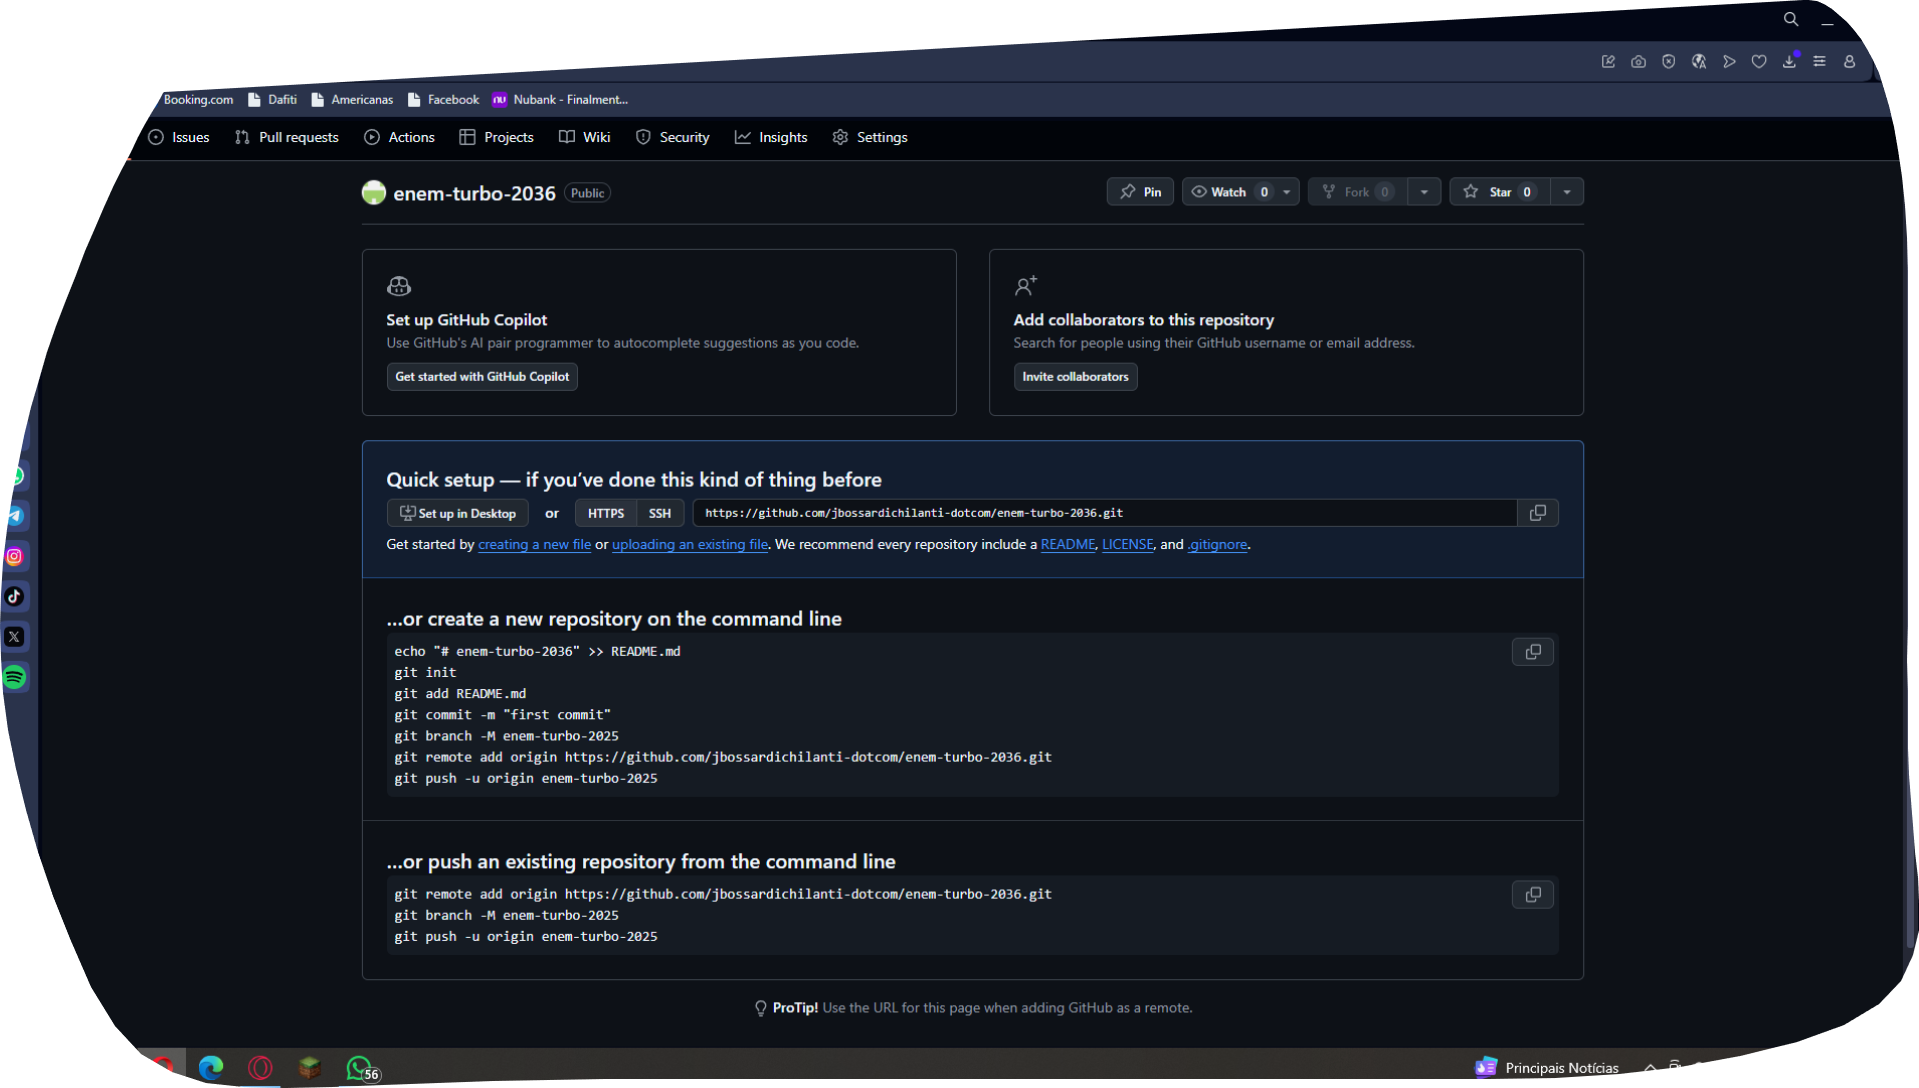 Booking.com Dafiti Americanas Facebook Nubank - Finalment...
Issues Pull requests Actions Projects Wiki Security Insights Settings
enem-turbo-2036 Public Pin Watch 0 Fork 0 Star 0
Set up GitHub Copilot
Use GitHub's AI pair programmer to autocomplete suggestions as you code.
Get started with GitHub Copilot
Add collaborators to this repository
Search for people using their GitHub username or email address.
Invite collaborators
Quick setup — if you've done this kind of thing before
Set up in Desktop or HTTPS SSH https://github.com/jbossardichilanti-dotcom/enem-turbo-2036.git
Get started by creating a new file or uploading an existing file. We recommend every repository include a README, LICENSE, and .gitignore.
...or create a new repository on the command line
echo "# enem-turbo-2036" >> README.md
git init
git add README.md
git commit -m "first commit"
git branch -M enem-turbo-2025
git remote add origin https://github.com/jbossardichilanti-dotcom/enem-turbo-2036.git
git push -u origin enem-turbo-2025
...or push an existing repository from the command line
git remote add origin https://github.com/jbossardichilanti-dotcom/enem-turbo-2036.git
git branch -M enem-turbo-2025
git push -u origin enem-turbo-2025
ProTip! Use the URL for this page when adding GitHub as a remote.
56 Principais Notícias